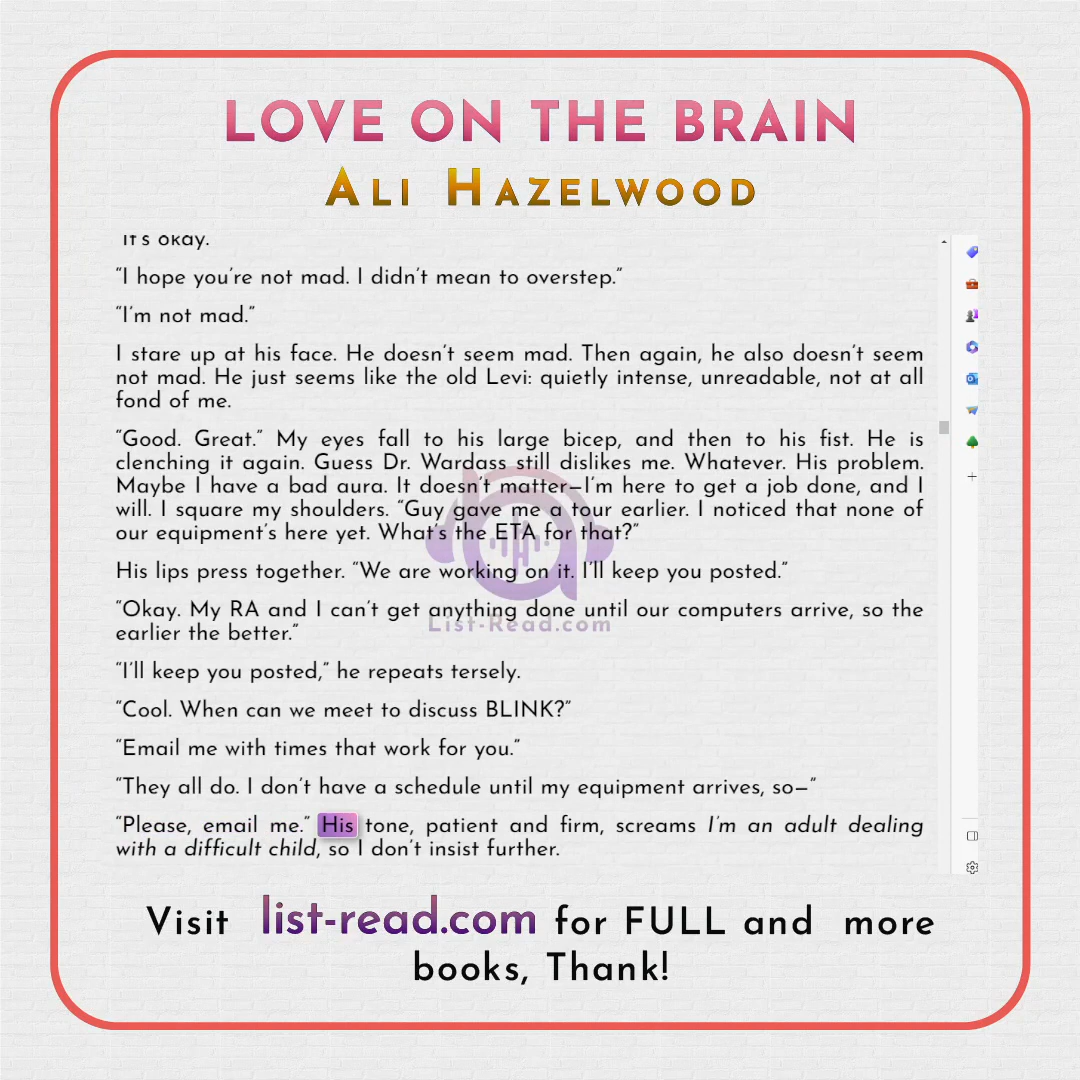 LOVE ON THE BRAIN
ALI HAZELWOOD
It's okay.
“I hope you’re not mad. I didn’t mean to overstep.”
“I’m not mad.”
I stare up at his face. He doesn’t seem mad. Then again, he also doesn’t seem
not mad. He just seems like the old Levi: quietly intense, unreadable, not at all
fond of me.
“Good. Great.” My eyes fall to his large bicep, and then to his fist. He is
clenching it again. Guess Dr. Wardass still dislikes me. Whatever. His problem.
Maybe I have a bad aura. It doesn’t matter—I’m here to get a job done, and I
will. I square my shoulders. “Guy gave me a tour earlier. I noticed that none of
our equipment’s here yet. What’s the ETA for that?”
His lips press together. “We are working on it. I’ll keep you posted.”
“Okay. My RA and I can’t get anything done until our computers arrive, so the
earlier the better.”
List-Read.com
“I’ll keep you posted,” he repeats tersely.
“Cool. When can we meet to discuss BLINK?”
“Email me with times that work for you.”
“They all do. I don’t have a schedule until my equipment arrives, so—”
“Please, email me.” His tone, patient and firm, screams I’m an adult dealing
with a difficult child, so I don’t insist further.
Visit list-read.com for FULL and more
books, Thank!